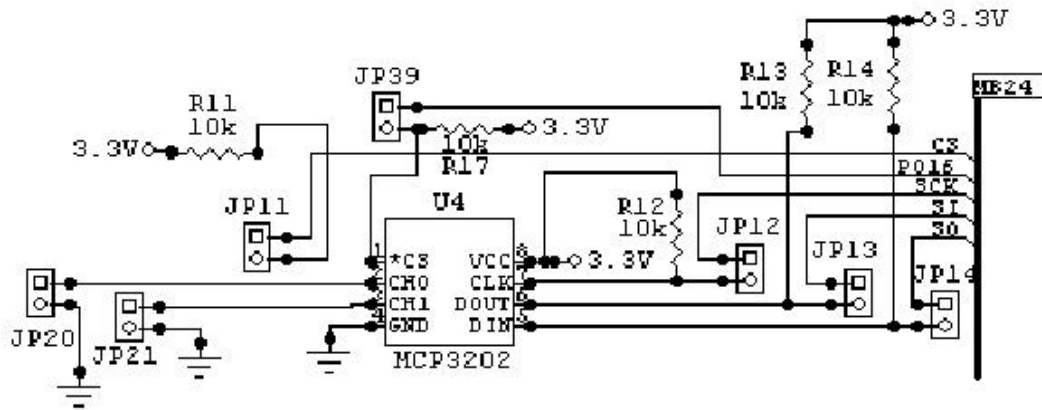 3.3V
R13
10k
R14
10k
MB24
JP39
R11
10k
3.3V
10k
R17
3.3V
CS
P016
SCK
SI
SO
JP11
U4
R12
10k
JP12
JP13
JP14
1
*CS
VCC
8
3.3V
CH0
CLK
CH1
DOUT
4
GND
DIN
MCP3202
JP20
JP21